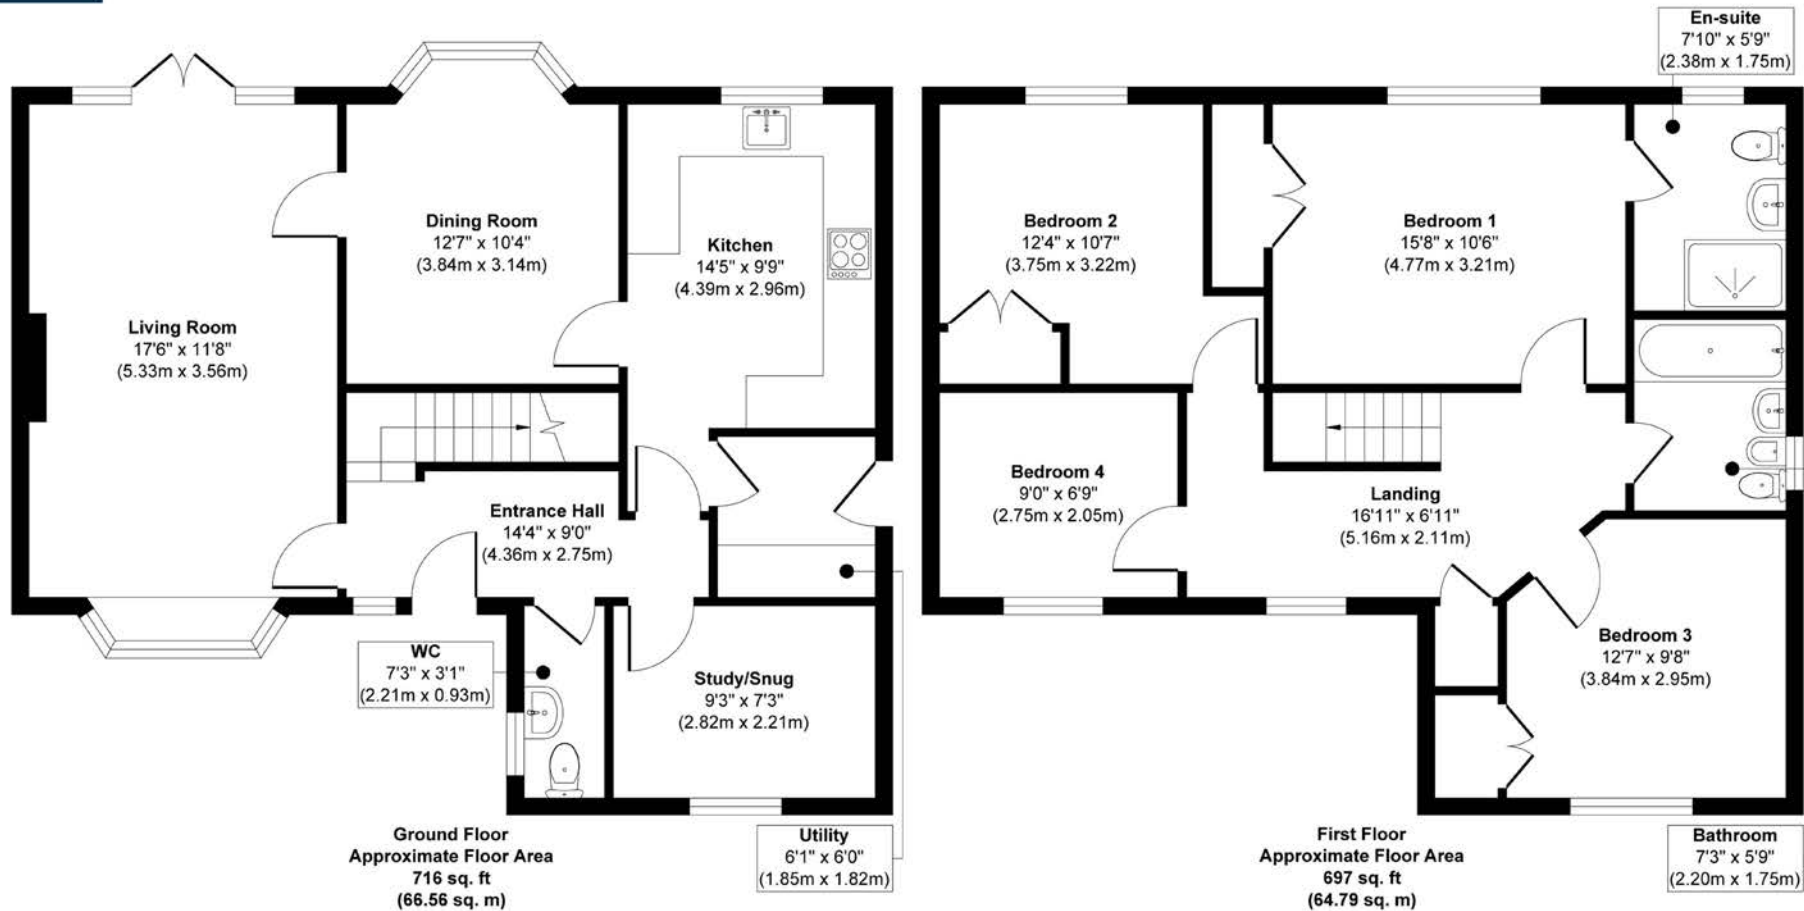 En-suite
7'10" x 5'9"
(2.38m x 1.75m)
Living Room
17'6" x 11'8"
(5.33m x 3.56m)
Dining Room
12'7" x 10'4"
(3.84m x 3.14m)
Kitchen
14'5" x 9'9"
(4.39m x 2.96m)
Entrance Hall
14'4" x 9'0"
(4.36m x 2.75m)
WC
7'3" x 3'1"
(2.21m x 0.93m)
Study/Snug
9'3" x 7'3"
(2.82m x 2.21m)
Utility
6'1" x 6'0"
(1.85m x 1.82m)
Ground Floor
Approximate Floor Area
716 sq. ft
(66.56 sq. m)
Bedroom 2
12'4" x 10'7"
(3.75m x 3.22m)
Bedroom 1
15'8" x 10'6"
(4.77m x 3.21m)
Bedroom 4
9'0" x 6'9"
(2.75m x 2.05m)
Landing
16'11" x 6'11"
(5.16m x 2.11m)
Bedroom 3
12'7" x 9'8"
(3.84m x 2.95m)
First Floor
Approximate Floor Area
697 sq. ft
(64.79 sq. m)
Bathroom
7'3" x 5'9"
(2.20m x 1.75m)